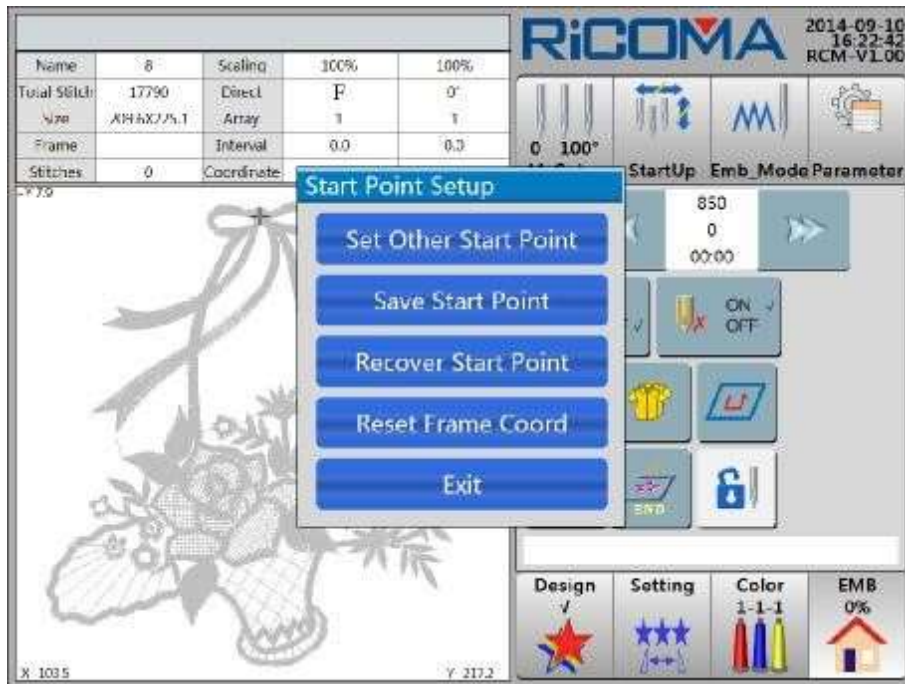 RiCOMA
2014-09-10
16:22:42
RCM-V1.00
Name 8 Scaling 100% 100%
Total Stitch 17790 Direct F 0°
Size Array 1 1
Frame Interval 0.0 0.0
Stitches 0 Coordinate
0 100°
StartUp Emb_Mode Parameter
Start Point Setup
Set Other Start Point
Save Start Point
Recover Start Point
Reset Frame Coord
Exit
850
0
00:00
ON √
OFF
√
END
X 103.5 Y 217.2
Design Setting Color EMB
√ 1-1-1 0%